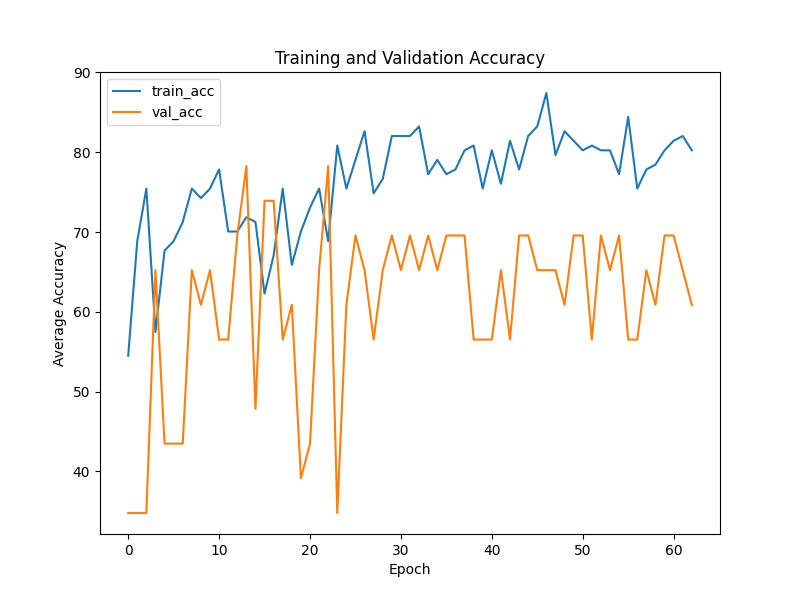 Training and Validation Accuracy
train_acc
val_acc
90
80
70
60
50
40
Average Accuracy
0 10 20 30 40 50 60
Epoch